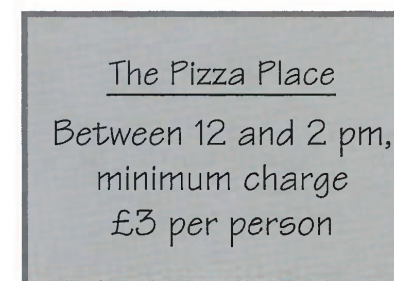 The Pizza Place
Between 12 and 2 pm,
minimum charge
£3 per person